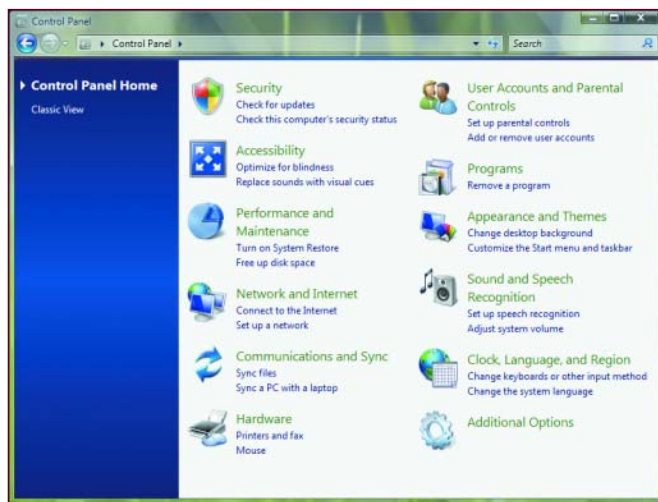 Control Panel
Control Panel
Search
Control Panel Home
Classic View
Security
Check for updates
Check this computer's security status
Accessibility
Optimize for blindness
Replace sounds with visual cues
Performance and
Maintenance
Turn on System Restore
Free up disk space
Network and Internet
Connect to the Internet
Set up a network
Communications and Sync
Sync files
Sync a PC with a laptop
Hardware
Printers and fax
Mouse
User Accounts and Parental
Controls
Set up parental controls
Add or remove user accounts
Programs
Remove a program
Appearance and Themes
Change desktop background
Customize the Start menu and taskbar
Sound and Speech
Recognition
Set up speech recognition
Adjust system volume
Clock, Language, and Region
Change keyboards or other input method
Change the system language
Additional Options